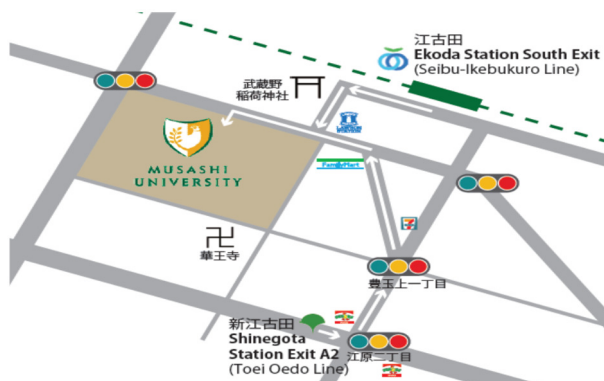 江古田
Ekoda Station South Exit
(Seibu-Ikebukuro Line)
武蔵野
稲荷神社
MUSASHI
UNIVERSITY
FamilyMart
7
華王寺
豊玉上一丁目
新江古田
Shinegota
Station Exit A2
(Toei Oedo Line)
江原二丁目